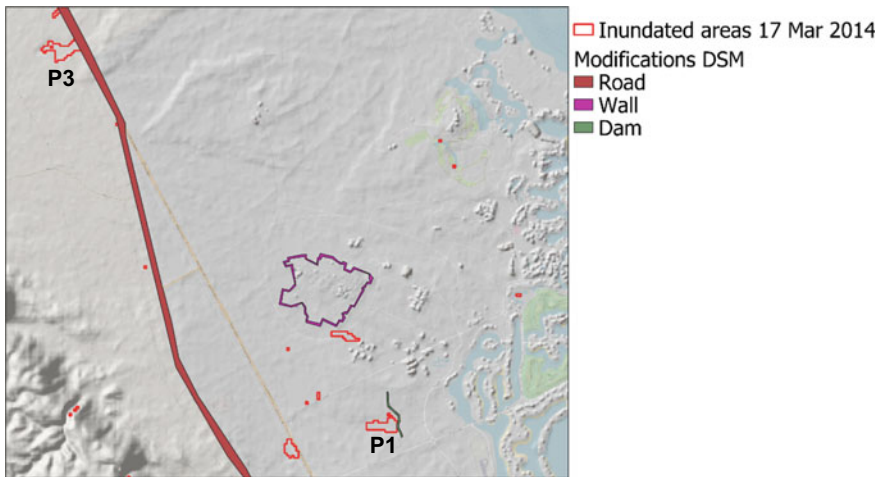 Inundated areas 17 Mar 2014
Modifications DSM
Road
Wall
Dam
P3
P1